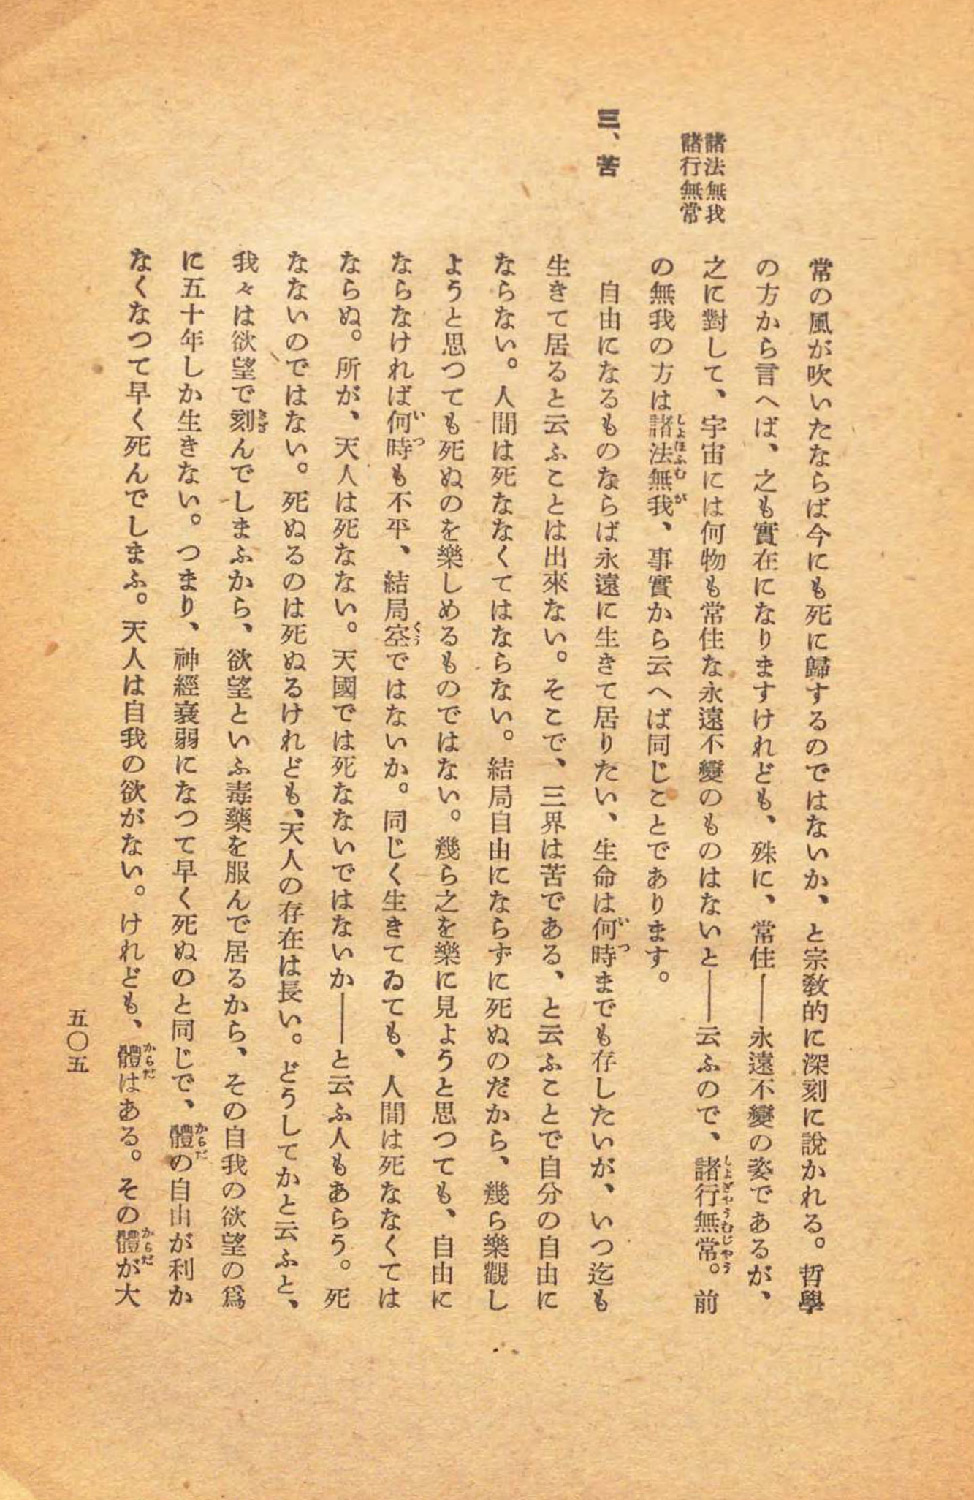 常の風が吹いたならば今にも死に歸するのではないか、と宗教的に深刻に說かれる。哲學
の方から言へば、之も實在になりますけれども、殊に、常住――永遠不變の姿であるが、
諸法無我
諸行無常
之に對して、宇宙には何物も常住な永遠不變のものはないと――云ふので、諸行無常。前
の無我の方は諸法無我、事實から云へば同じことであります。
三、苦
自由になるものならば永遠に生きて居りたい、生命は何時までも存したいが、いつ迄も
生きて居ると云ふことは出來ない。そこで、三界は苦である、と云ふことで自分の自由に
ならない。人間は死ななくてはならない。結局自由にならずに死ぬのだから、幾ら樂觀し
ようと思つても死ぬのを樂しめるものではない。幾ら之を樂に見ようと思つても、自由に
ならなければ何時も不平、結局空ではないか。同じく生きてゐても、人間は死ななくては
ならぬ。所が、天人は死なない。天國では死なないではないか――と云ふ人もあらう。死
なないのではない。死ぬるのは死ぬるけれども、天人の存在は長い。どうしてかと云ふと、
我々は欲望で刻んでしまふから、欲望といふ毒藥を服んで居るから、その自我の欲望の爲
に五十年しか生きない。つまり、神經衰弱になつて早く死ぬのと同じで、體の自由が利か
なくなつて早く死んでしまふ。天人は自我の欲がない。けれども、體はある。その體が大
五〇五